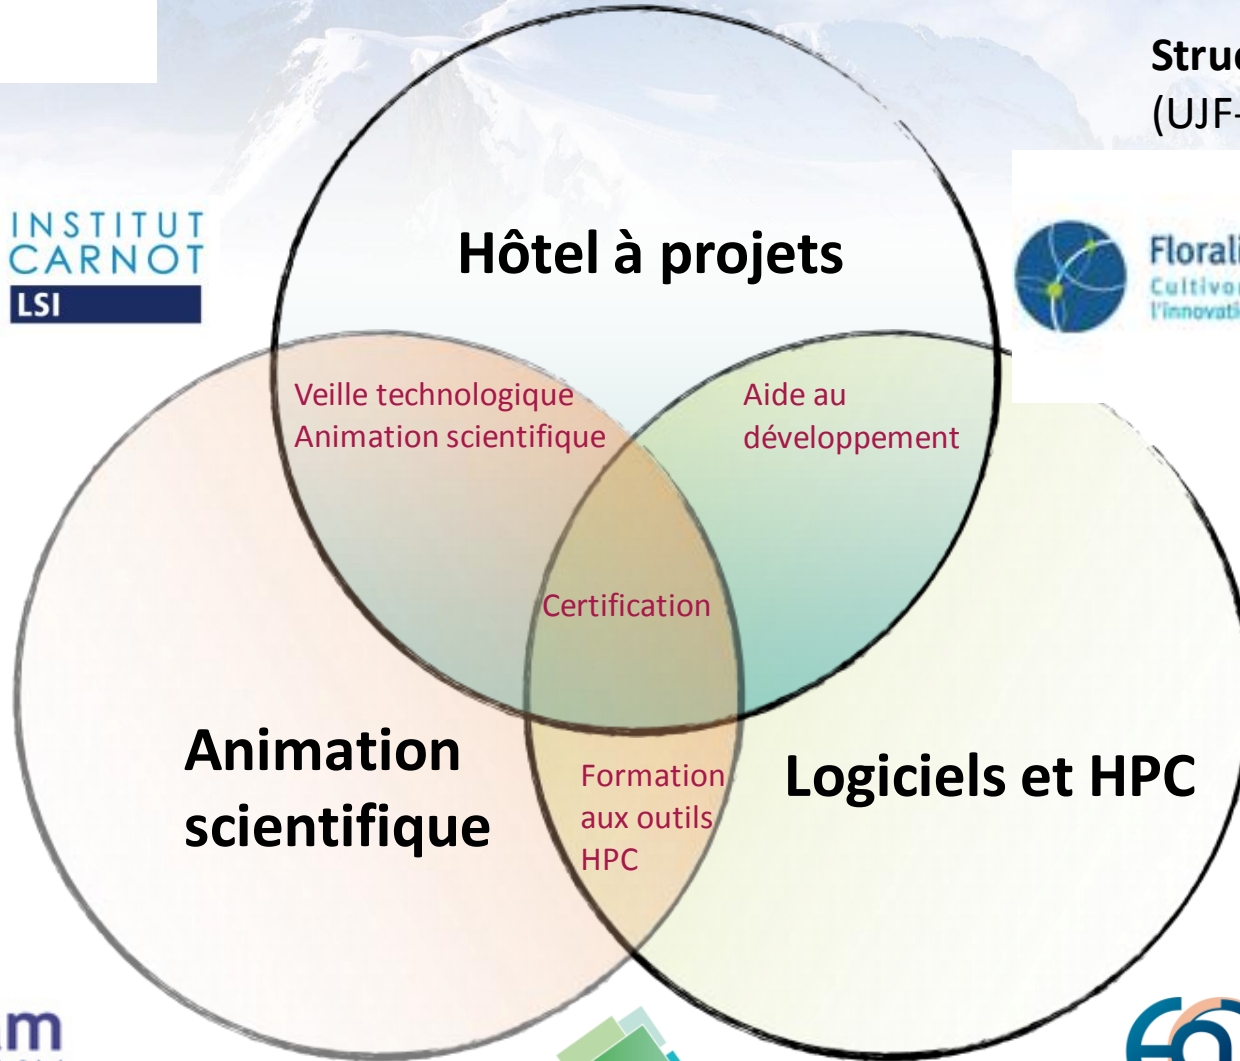 (UJF-
INSTITUT
CARNOT
LSI
Hôtel à projets
Veille technologique
Animation scientifique
Aide au
développement
Certification
Animation
scientifique
Logiciels et HPC
Formation
aux outils
HPC